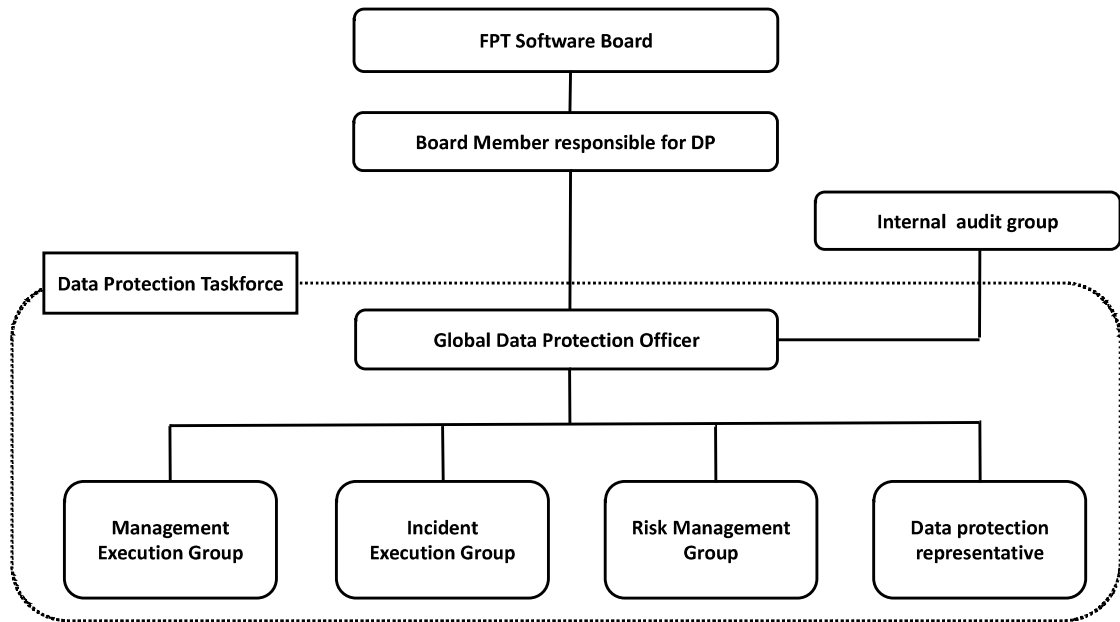 FPT Software Board
Board Member responsible for DP
Internal audit group
Data Protection Taskforce
Global Data Protection Officer
Management
Execution Group
Incident
Execution Group
Risk Management
Group
Data protection
representative